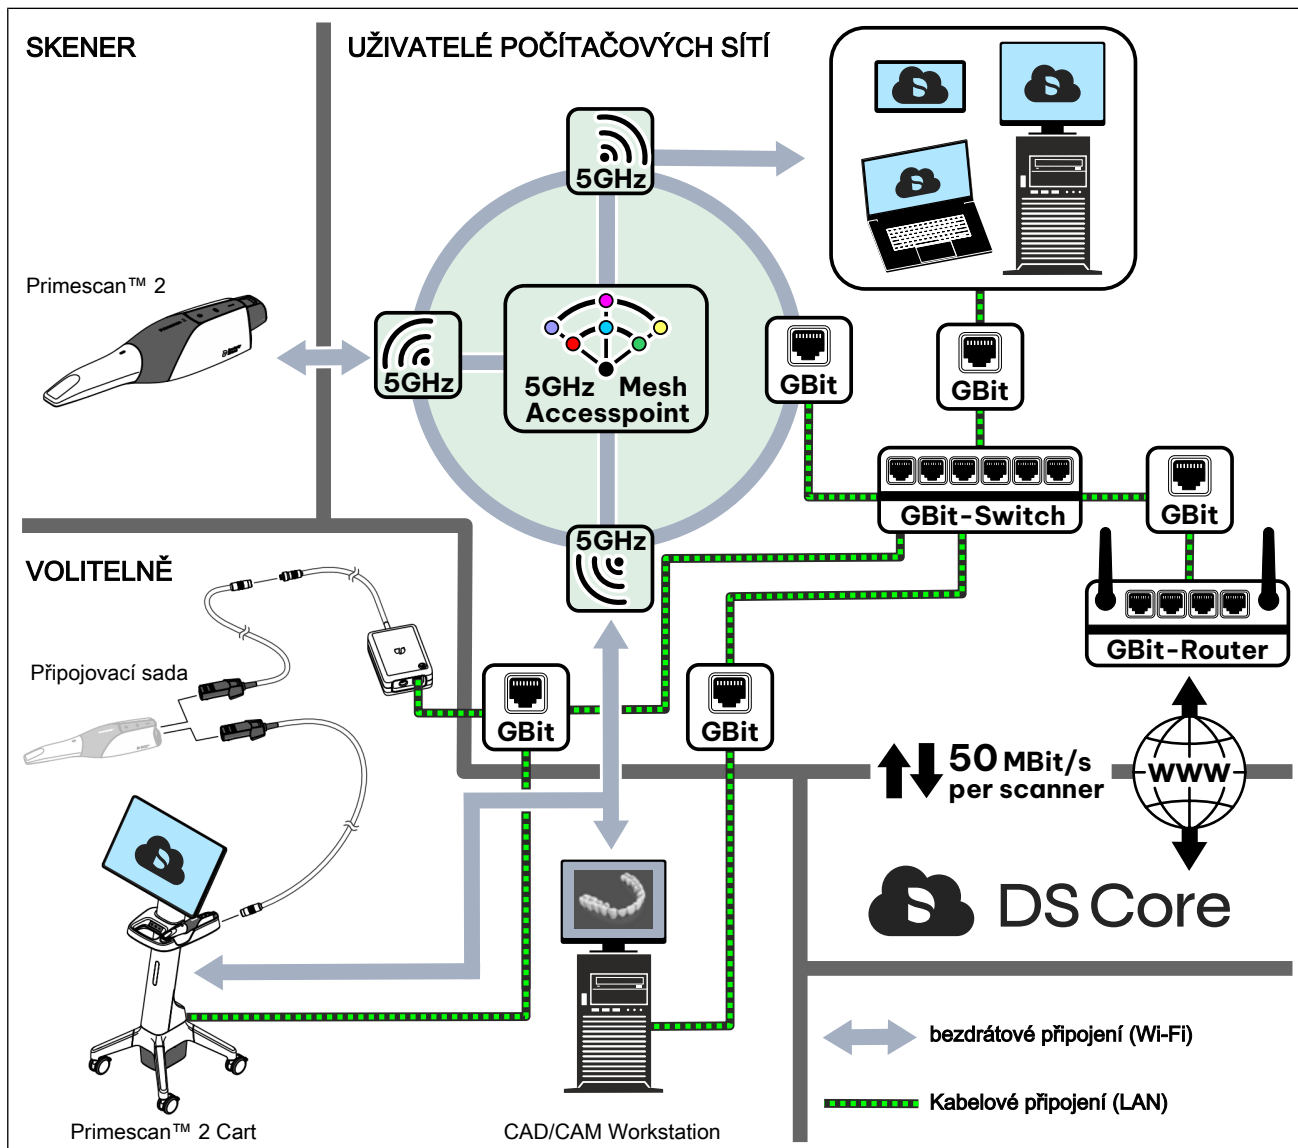 SKENER
UŽIVATELÉ POČÍTAČOVÝCH SÍTÍ
5GHz
Primescan™ 2
5GHz
5GHz Mesh
Accesspoint
GBit
GBit
GBit-Switch
GBit
5GHz
VOLITELNĚ
GBit-Router
Připojovací sada
GBit
GBit
50 MBit/s
per scanner
WWW
DS Core
bezdrátové připojení (Wi-Fi)
Kabelové připojení (LAN)
Primescan™ 2 Cart
CAD/CAM Workstation